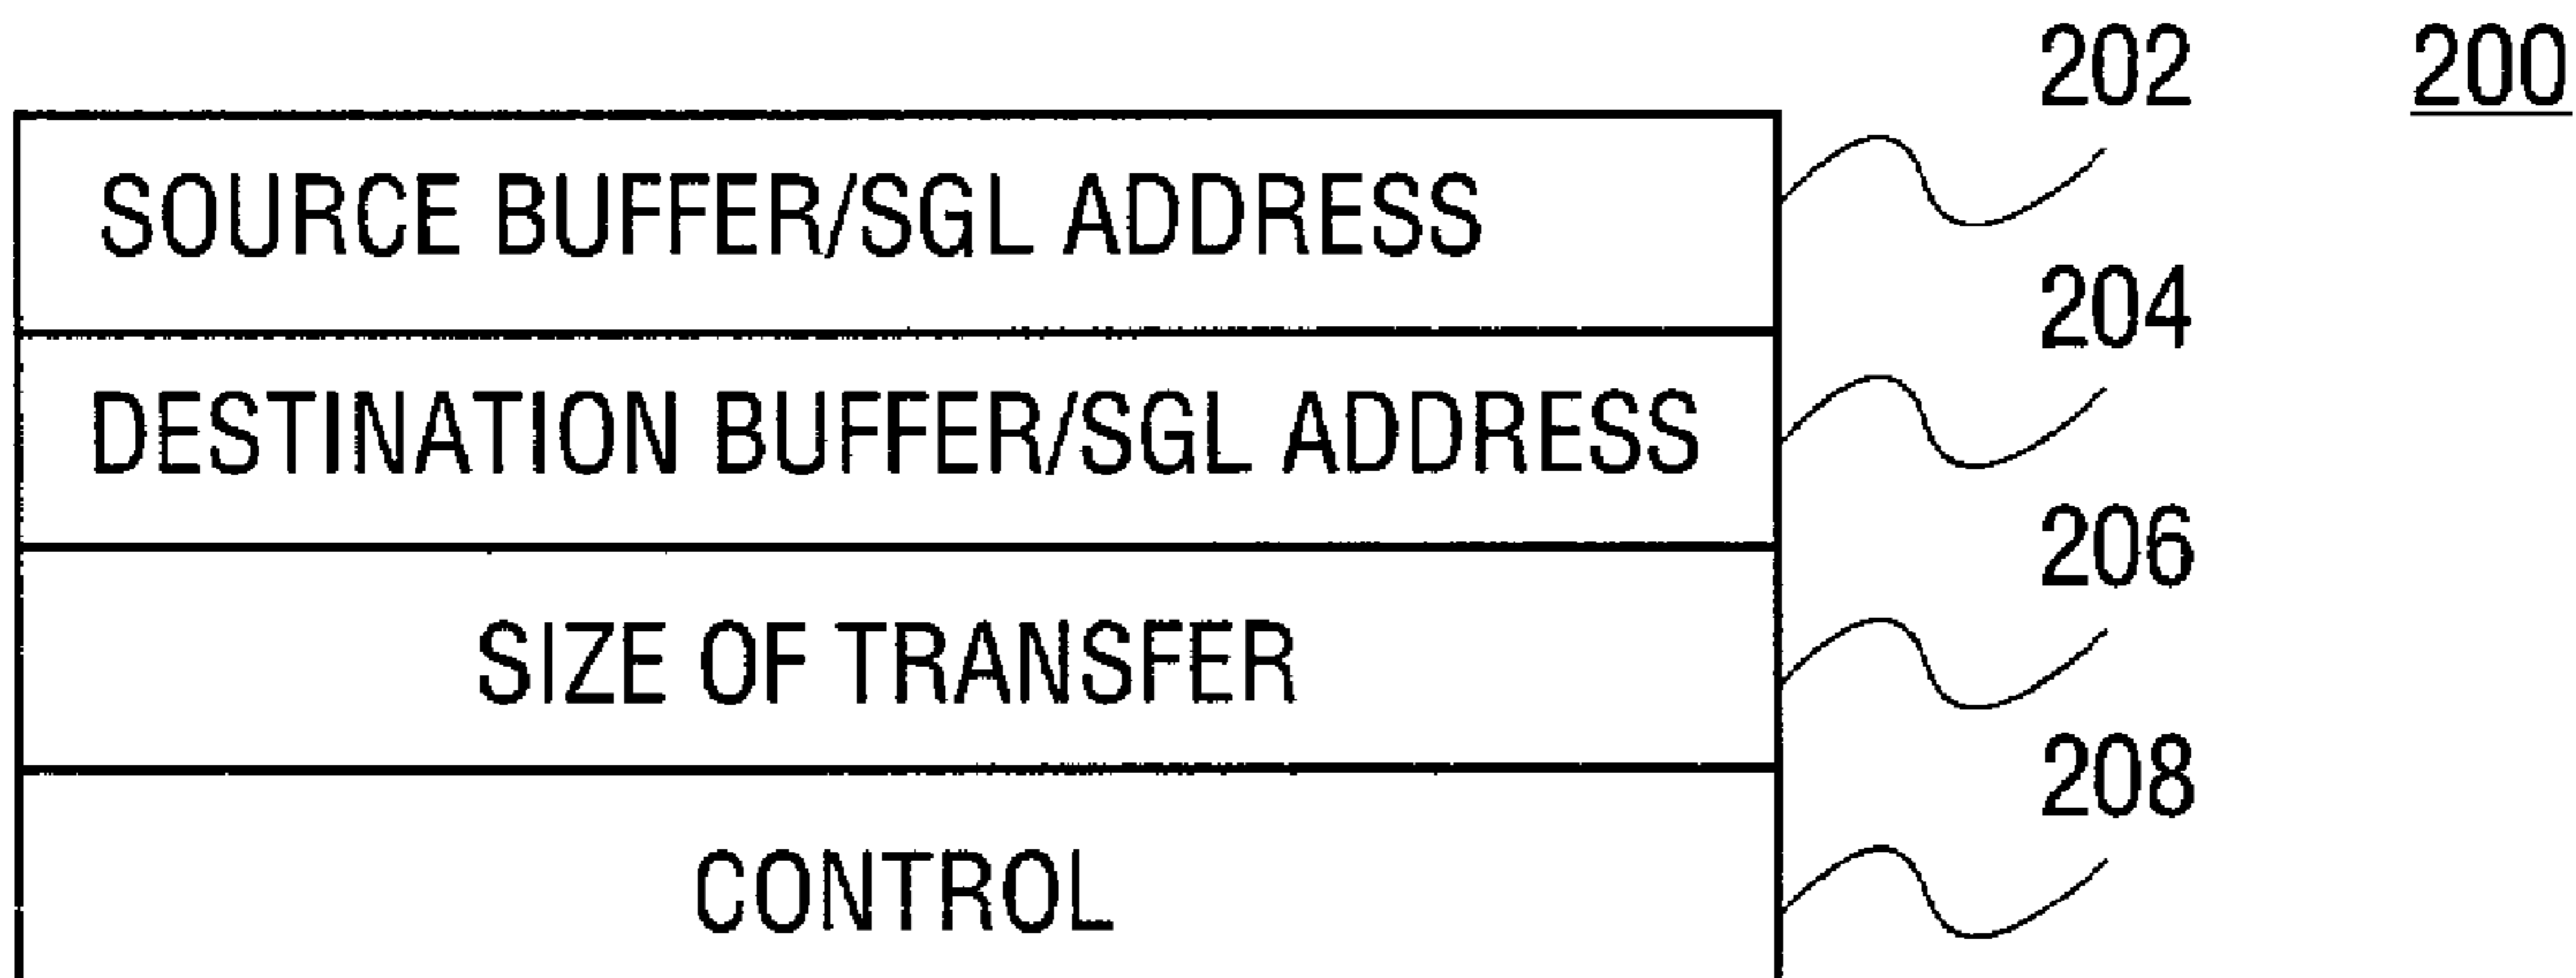 202 200
SOURCE BUFFER/SGL ADDRESS
204
DESTINATION BUFFER/SGL ADDRESS
206
SIZE OF TRANSFER
208
CONTROL